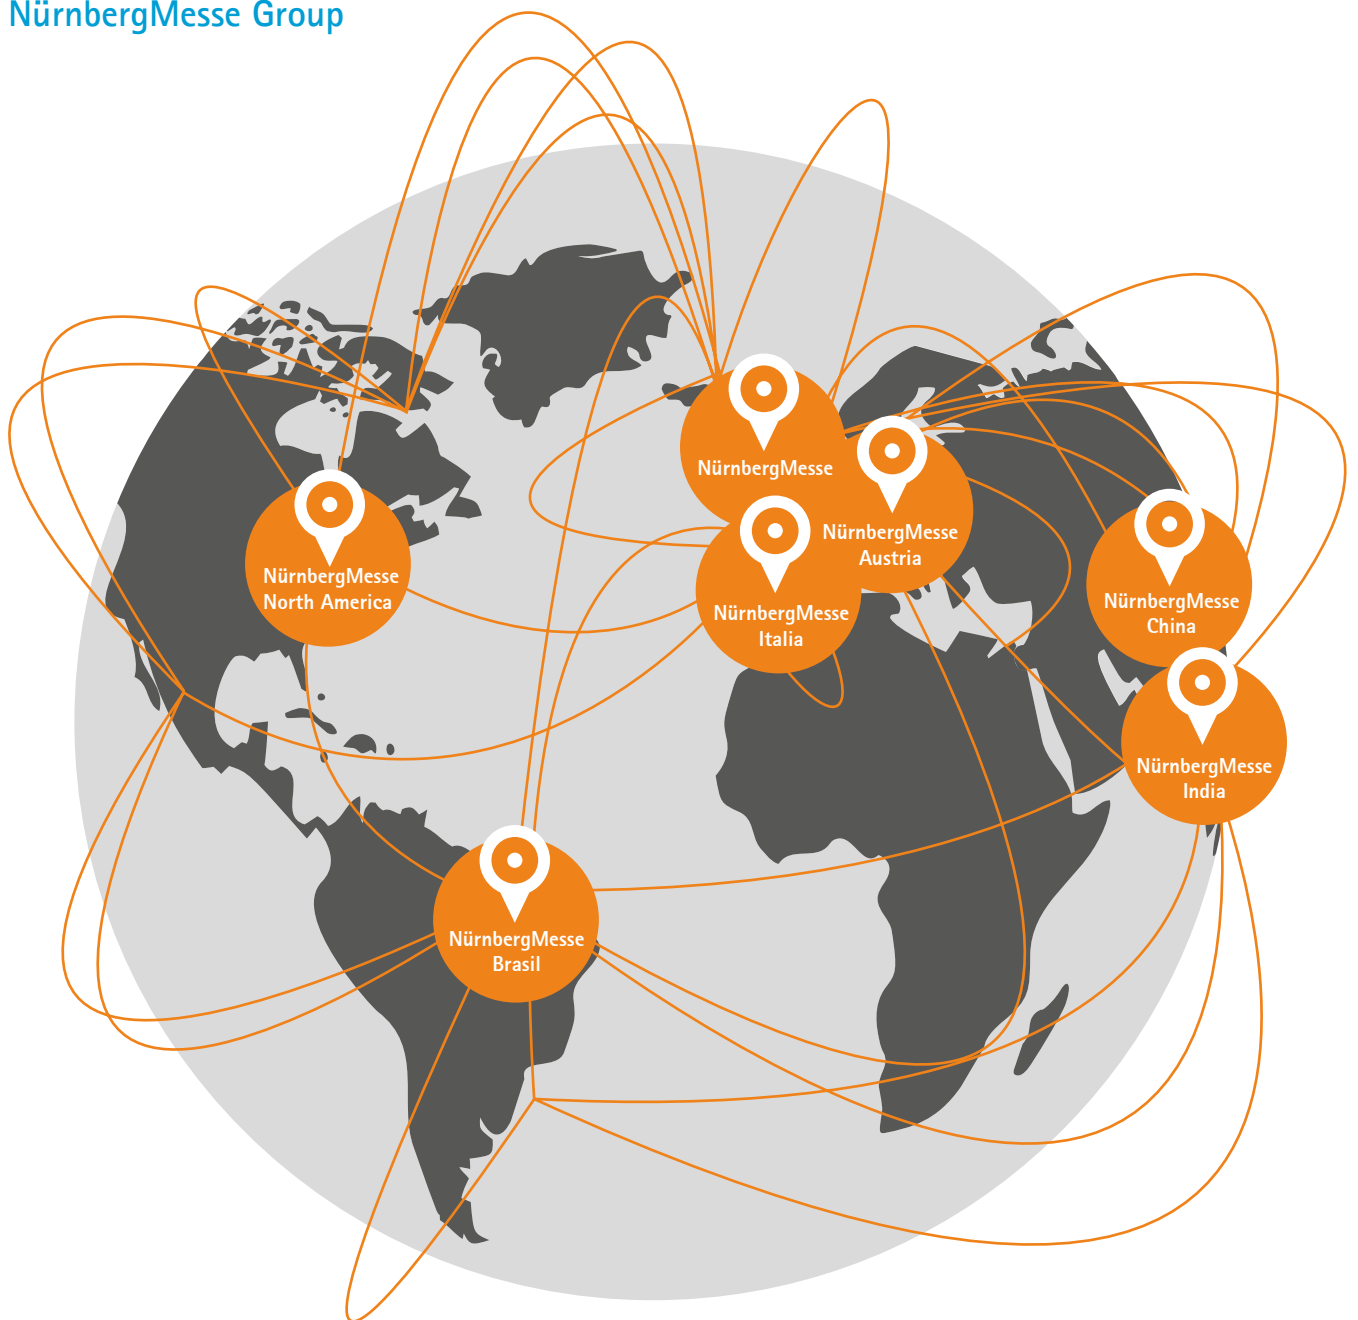 NürnbergMesse Group
NürnbergMesse
NürnbergMesse
Austria
NürnbergMesse
North America
NürnbergMesse
Italia
NürnbergMesse
China
NürnbergMesse
India
NürnbergMesse
Brasil